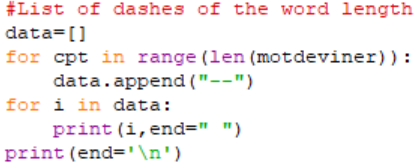 #List of dashes of the word length
data=[]
for cpt in range(len(motdeviner)):
    data.append("--")
for i in data:
    print(i,end=" ")
print(end='\n')